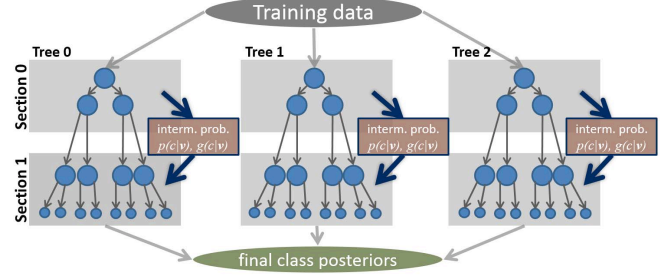 Training data
Tree 0
Tree 1
Tree 2
Section 0
interm. prob.
p(c|v), g(c|v)
interm. prob.
p(c|v), g(c|v)
interm. prob.
p(c|v), g(c|v)
Section 1
final class posteriors